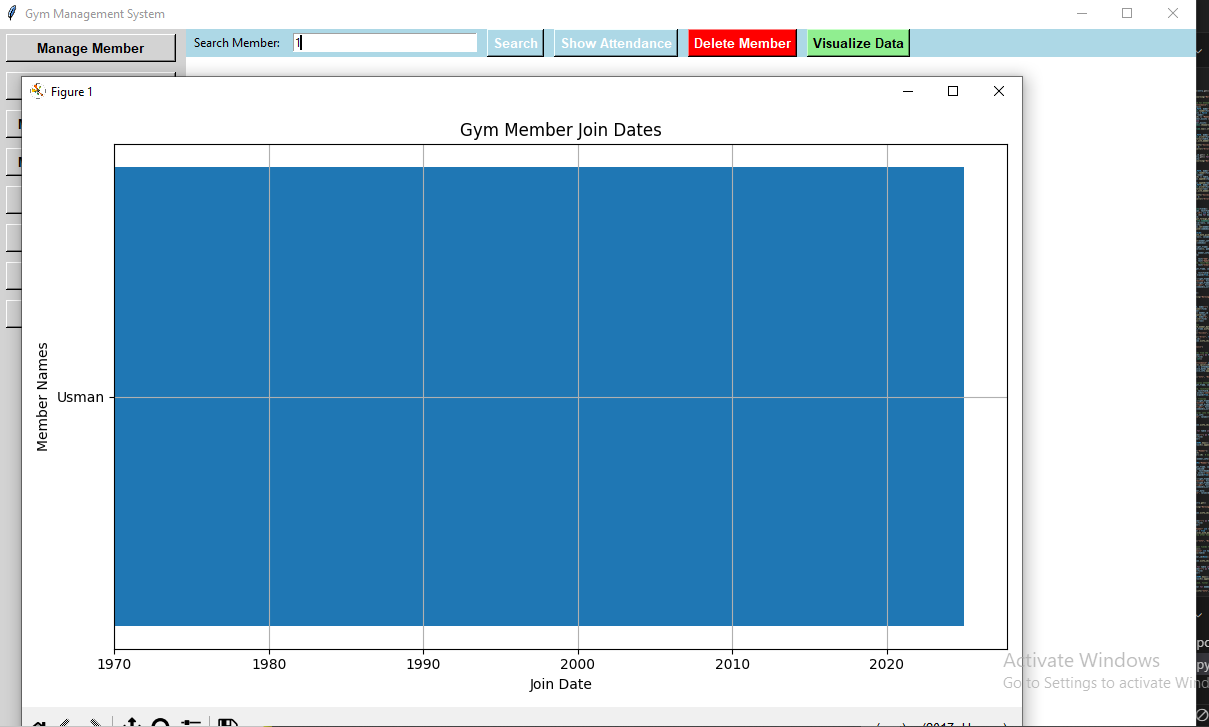 Gym Management System
Manage Member
Search Member: 1
Search
Show Attendance
Delete Member
Visualize Data
Figure 1
Gym Member Join Dates
Member Names
Usman
1970 1980 1990 2000 2010 2020
Join Date
Activate Windows
Go to Settings to activate Wind